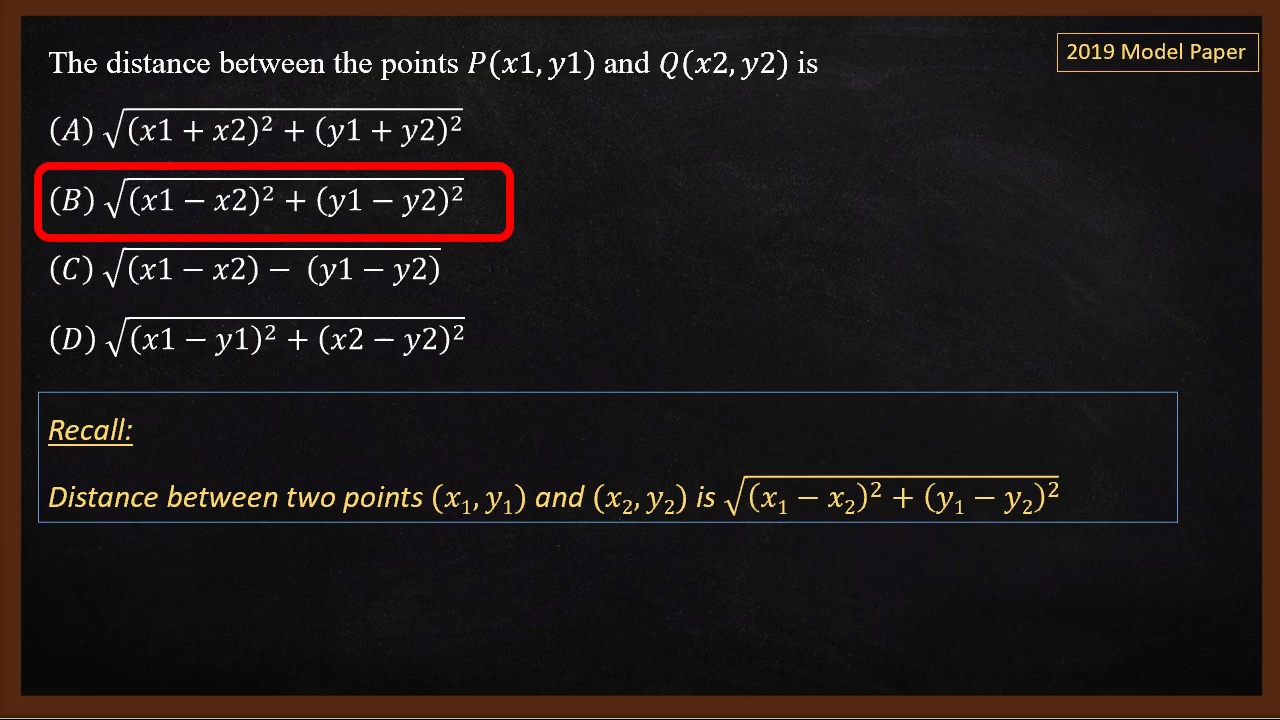 The distance between the points P(x1, y1) and Q(x2, y2) is
2019 Model Paper
(A) √((x1 + x2)² + (y1 + y2)²)
(B) √((x1 − x2)² + (y1 − y2)²)
(C) √((x1 − x2) − (y1 − y2))
(D) √((x1 − y1)² + (x2 − y2)²)
Recall:
Distance between two points (x₁, y₁) and (x₂, y₂) is √((x₁ − x₂)² + (y₁ − y₂)²)